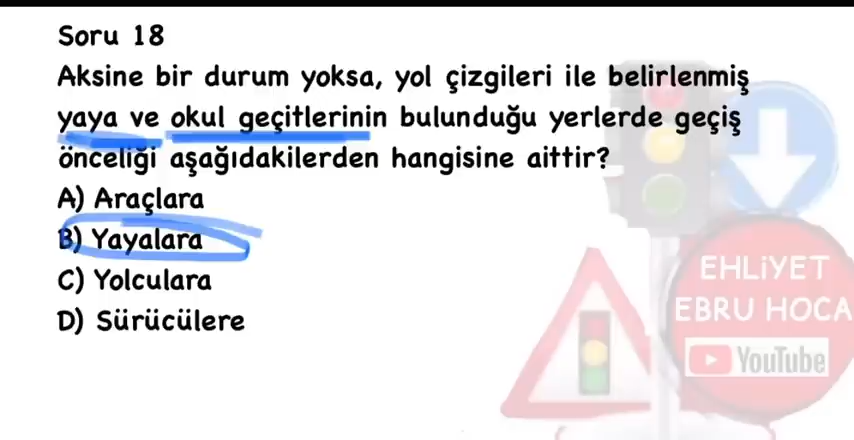 Soru 18
Aksine bir durum yoksa, yol çizgileri ile belirlenmiş
yaya ve okul geçitlerinin bulunduğu yerlerde geçiş
önceliği aşağıdakilerden hangisine aittir?
A) Araçlara
B) Yayalara
C) Yolculara
D) Sürücülere
EHLİYET
EBRU HOCA
YouTube